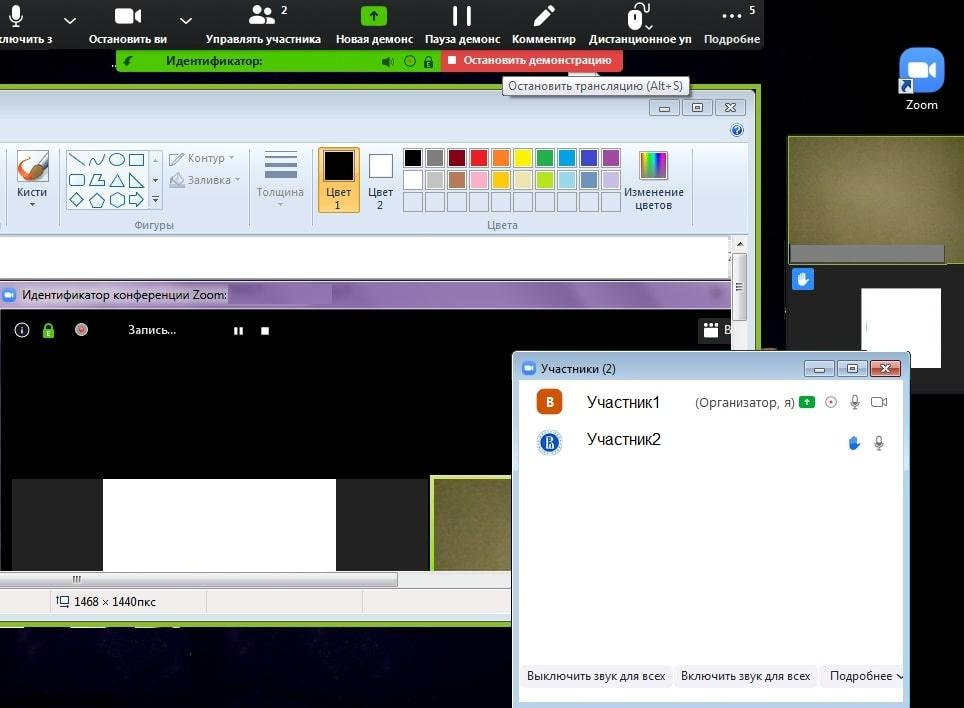 2
5
ключить з
Остановить ви
Управлять участника
Новая демонс
Пауза демонс
Комментир
Дистанционное уп
Подробне
Идентификатор:
Остановить демонстрацию
Остановить трансляцию (Alt+S)
Zoom
Кисти
Контур
Заливка
Толщина
Цвет
1
Цвет
2
Изменение
цветов
Фигуры
Цвета
Идентификатор конференции Zoom:
Запись...
В
Участники (2)
В Участник1 (Организатор, я)
Участник2
1468 × 1440пкс
Выключить звук для всех
Включить звук для всех
Подробнее